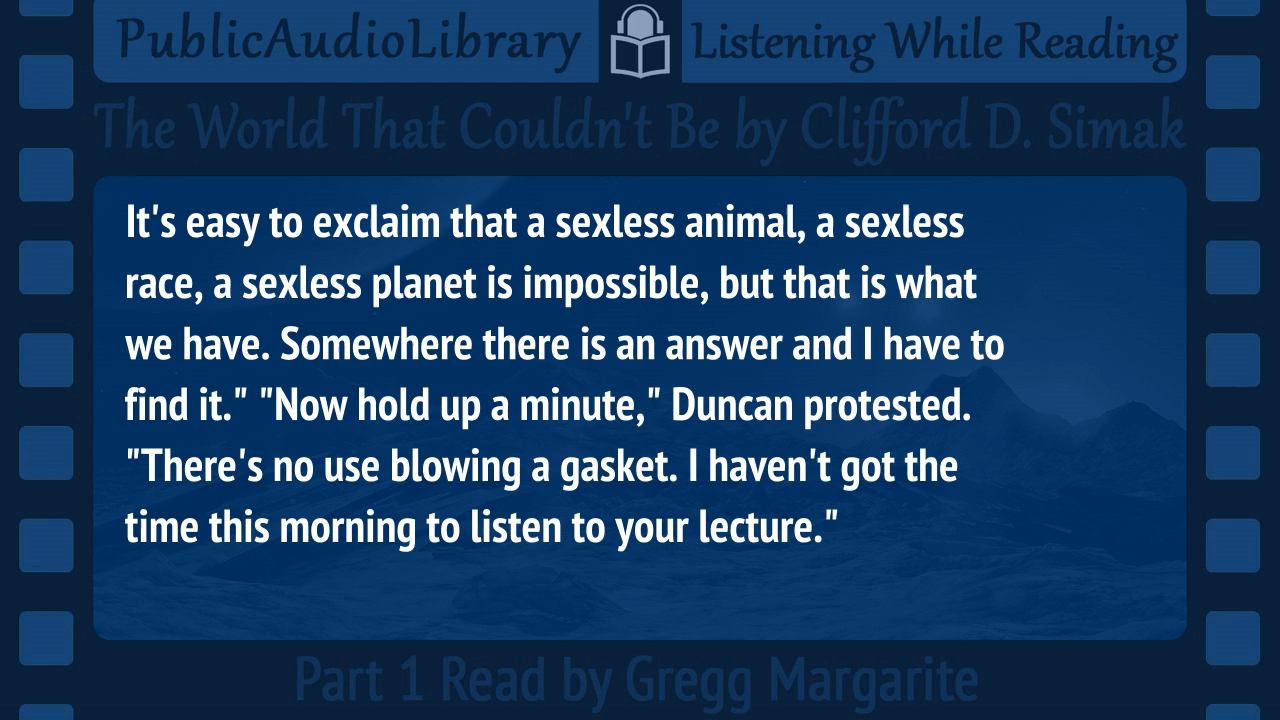 PublicAudioLibrary Listening While Reading
The World That Couldn't Be by Clifford D. Simak
It's easy to exclaim that a sexless animal, a sexless
race, a sexless planet is impossible, but that is what
we have. Somewhere there is an answer and I have to
find it." "Now hold up a minute," Duncan protested.
"There's no use blowing a gasket. I haven't got the
time this morning to listen to your lecture."
Part 1 Read by Gregg Margarite